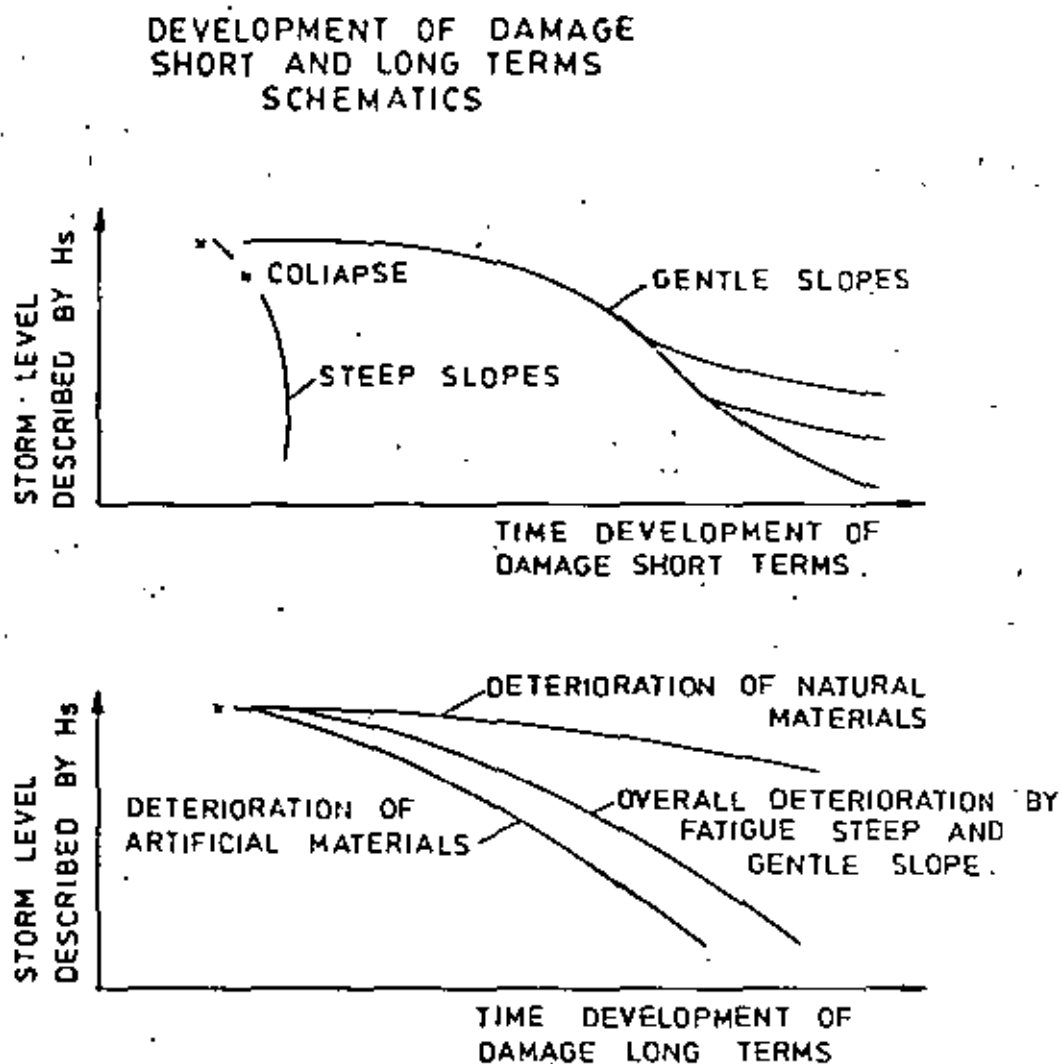 DEVELOPMENT OF DAMAGE
SHORT AND LONG TERMS
SCHEMATICS
STORM LEVEL
DESCRIBED BY Hs.
COLIAPSE
GENTLE SLOPES
STEEP SLOPES
TIME DEVELOPMENT OF
DAMAGE SHORT TERMS.
STORM LEVEL
DESCRIBED BY Hs
DETERIORATION OF NATURAL
MATERIALS
DETERIORATION OF
ARTIFICIAL MATERIALS
OVERALL DETERIORATION BY
FATIGUE STEEP AND
GENTLE SLOPE.
TIME DEVELOPMENT OF
DAMAGE LONG TERMS